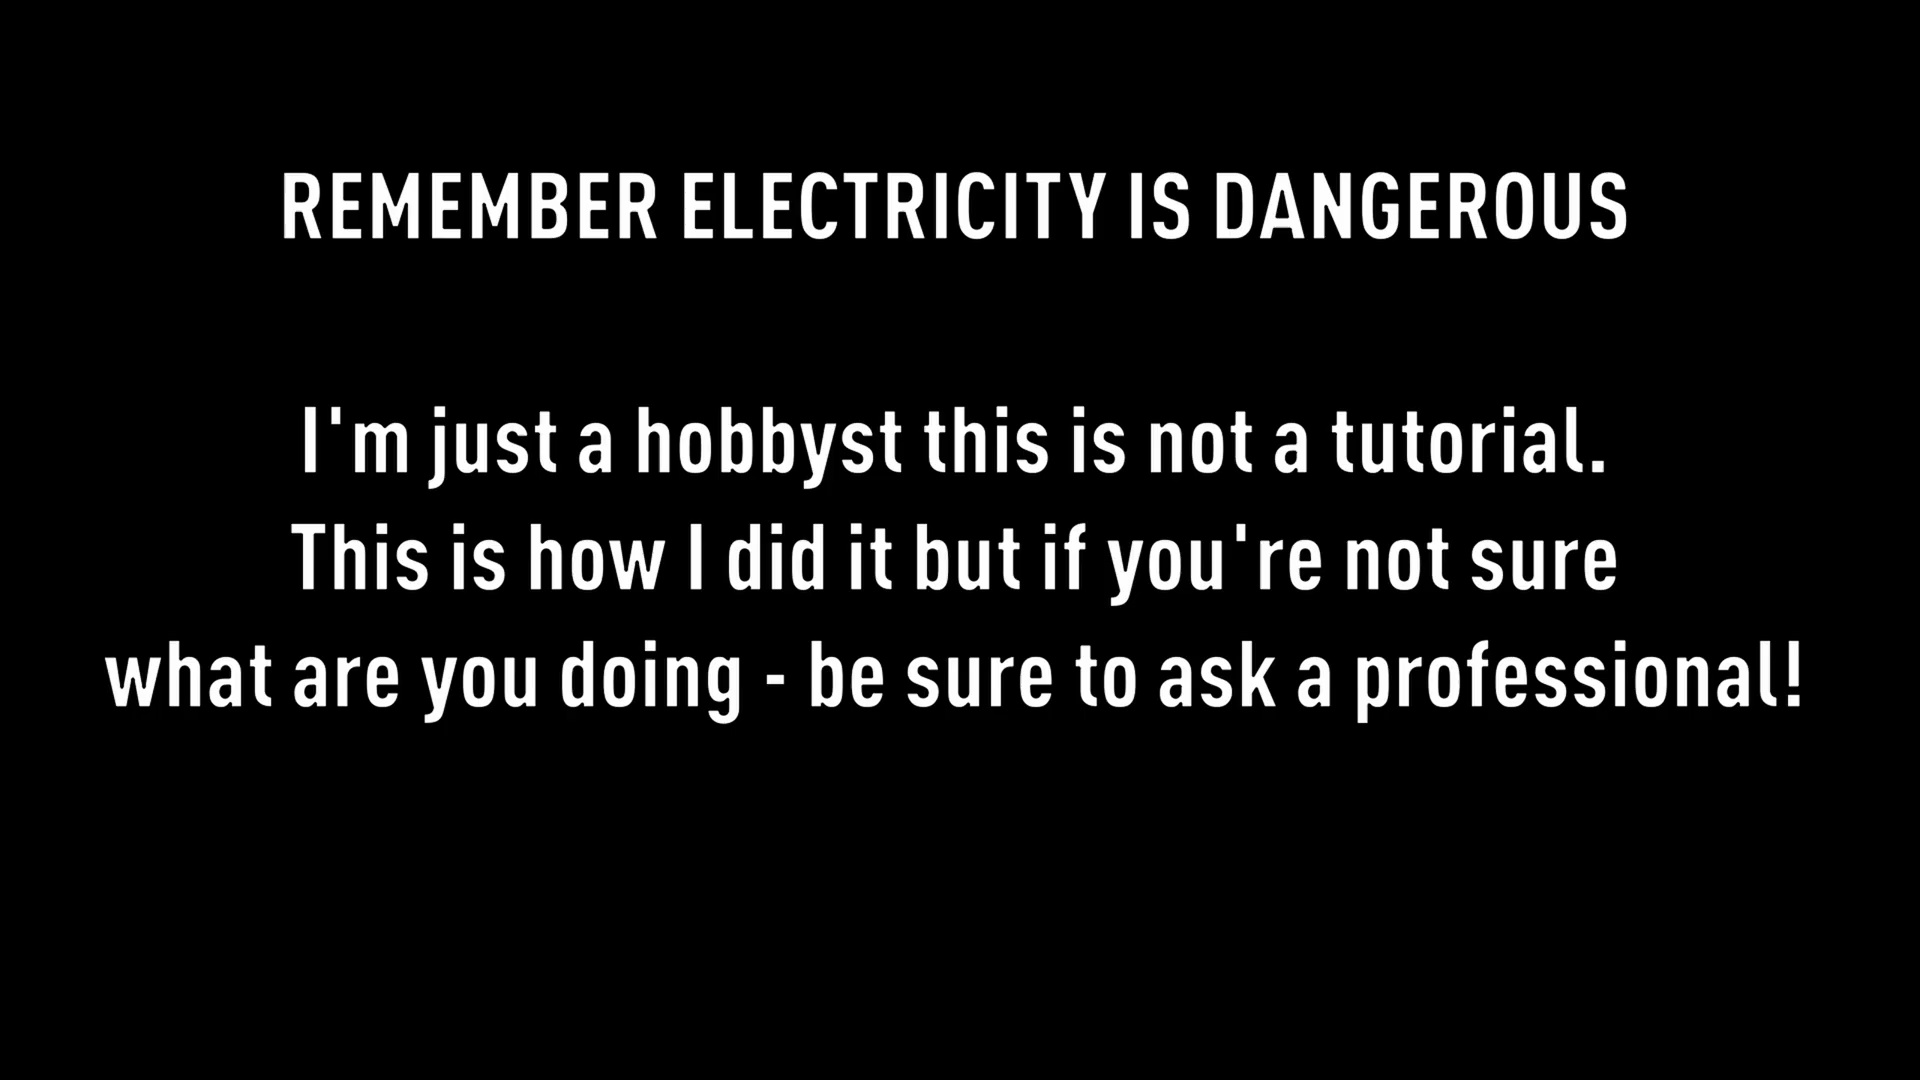 REMEMBER ELECTRICITY IS DANGEROUS
I'm just a hobbyst this is not a tutorial.
This is how I did it but if you're not sure
what are you doing - be sure to ask a professional!